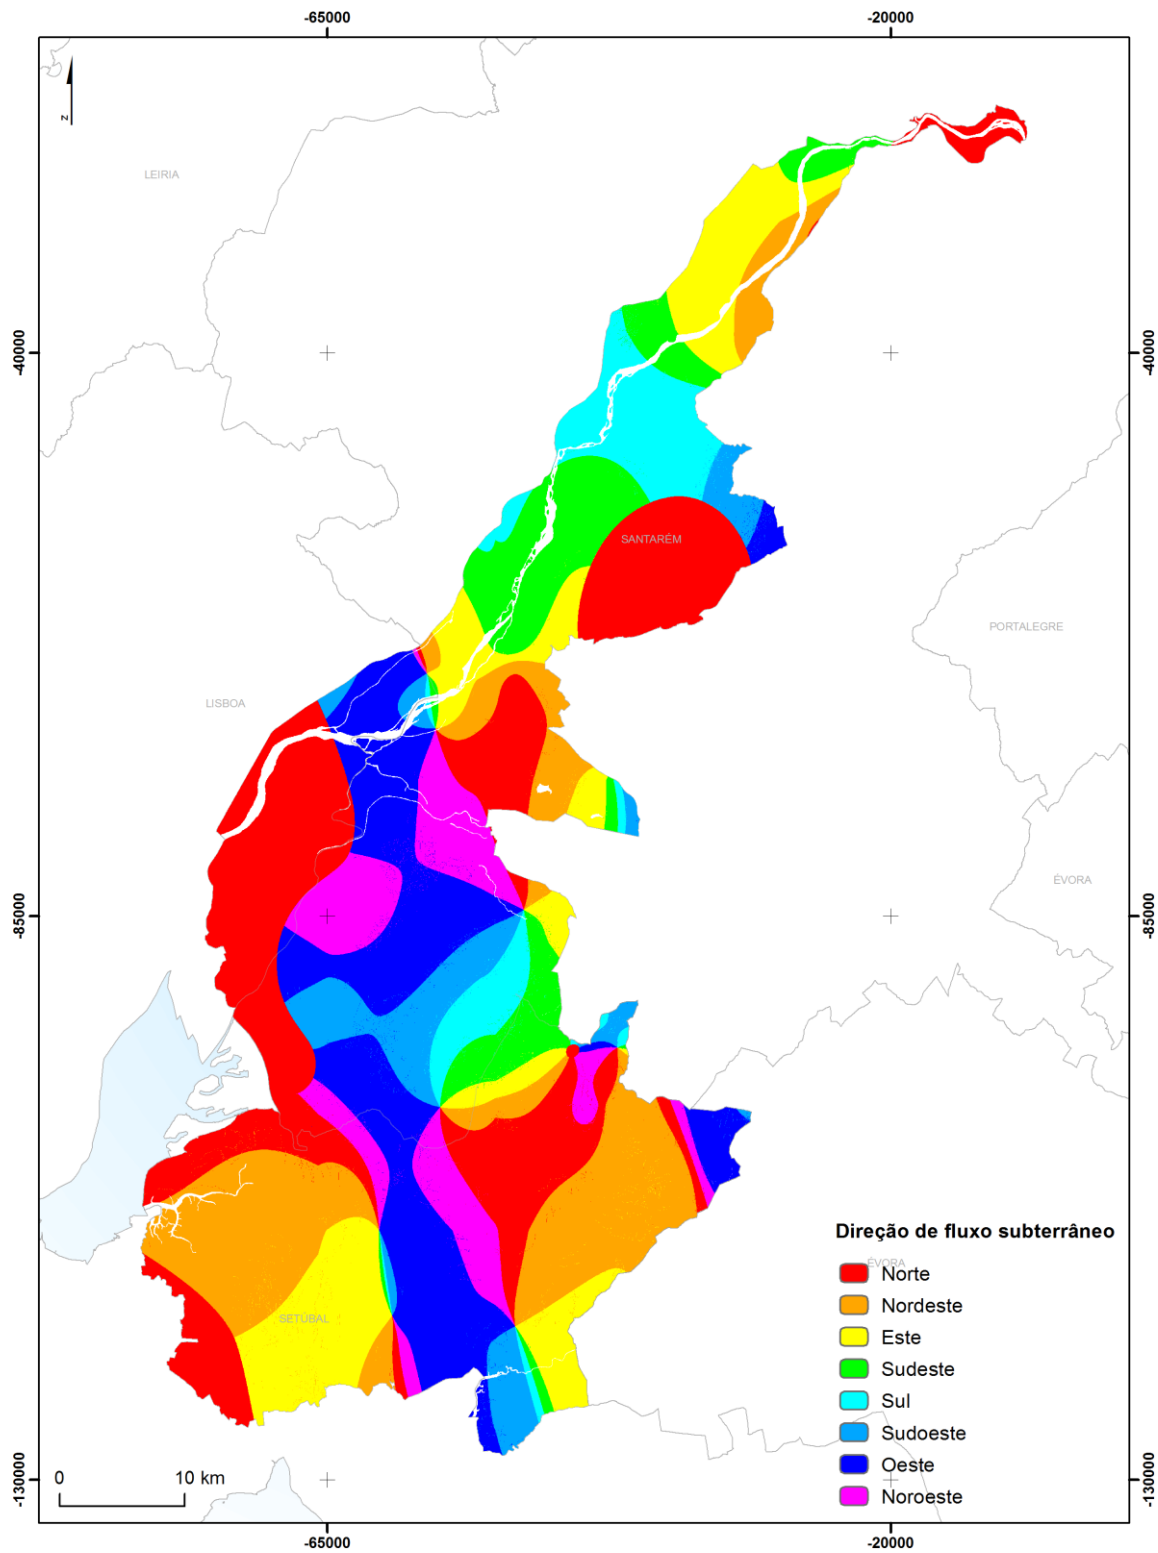 -65000
-20000
z
LEIRIA
-40000
-40000
SANTARÉM
PORTALEGRE
LISBOA
ÉVORA
-85000
-85000
Direção de fluxo subterrâneo
ÉVORA
Norte
Nordeste
SETÚBAL
Este
Sudeste
Sul
Sudoeste
Oeste
Noroeste
0 10 km
-130000
-130000
-65000
-20000